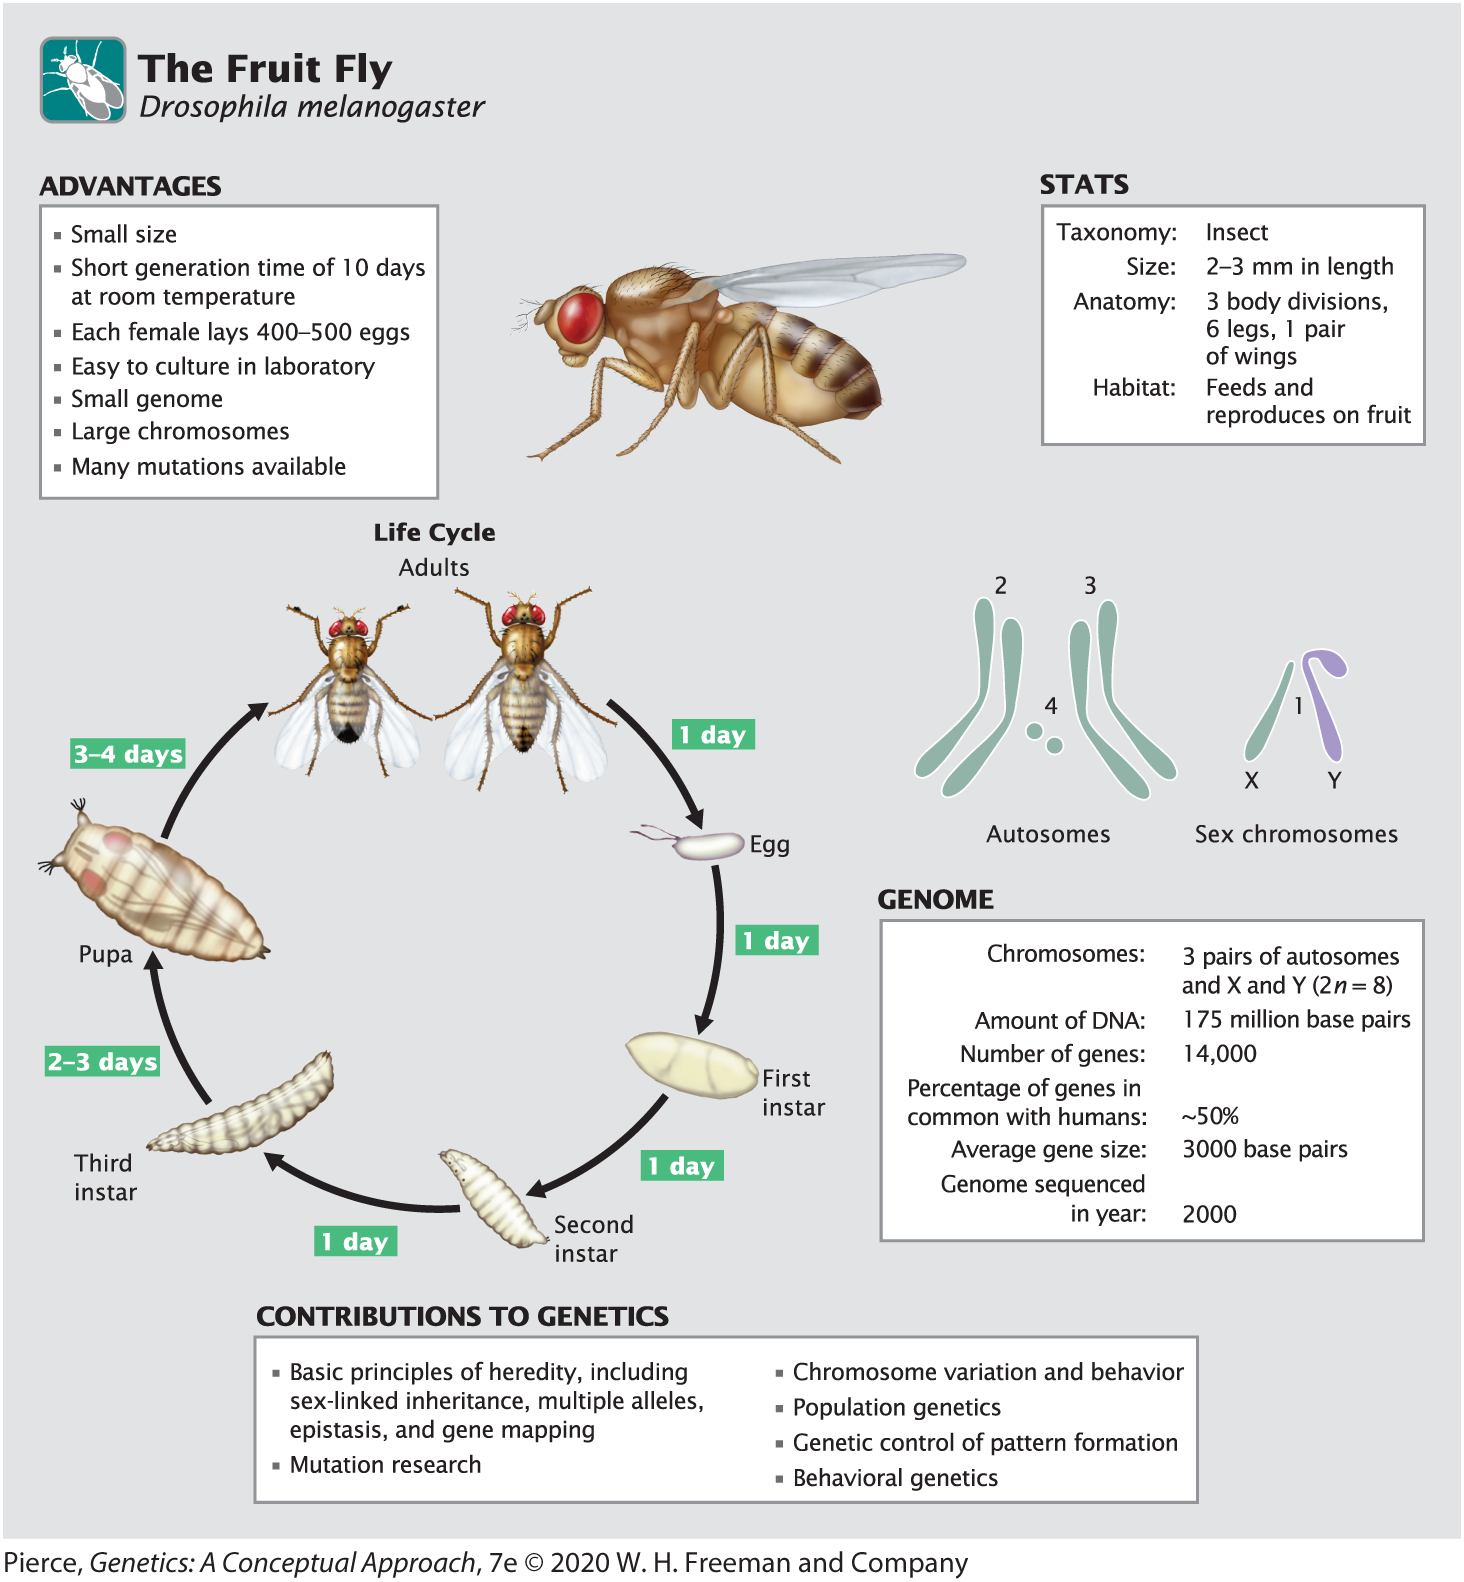 The Fruit Fly
Drosophila melanogaster
ADVANTAGES
▪ Small size
▪ Short generation time of 10 days
at room temperature
▪ Each female lays 400–500 eggs
▪ Easy to culture in laboratory
▪ Small genome
▪ Large chromosomes
▪ Many mutations available
STATS
Taxonomy: Insect
Size: 2–3 mm in length
Anatomy: 3 body divisions,
6 legs, 1 pair
of wings
Habitat: Feeds and
reproduces on fruit
Life Cycle
Adults
1 day
Egg
1 day
First
instar
1 day
Second
instar
1 day
Third
instar
2–3 days
Pupa
3–4 days
2
3
4
1
X
Y
Autosomes
Sex chromosomes
GENOME
Chromosomes: 3 pairs of autosomes
and X and Y (2n = 8)
Amount of DNA: 175 million base pairs
Number of genes: 14,000
Percentage of genes in
common with humans: ~50%
Average gene size: 3000 base pairs
Genome sequenced
in year: 2000
CONTRIBUTIONS TO GENETICS
▪ Basic principles of heredity, including
sex-linked inheritance, multiple alleles,
epistasis, and gene mapping
▪ Mutation research
▪ Chromosome variation and behavior
▪ Population genetics
▪ Genetic control of pattern formation
▪ Behavioral genetics
Pierce, Genetics: A Conceptual Approach, 7e © 2020 W. H. Freeman and Company